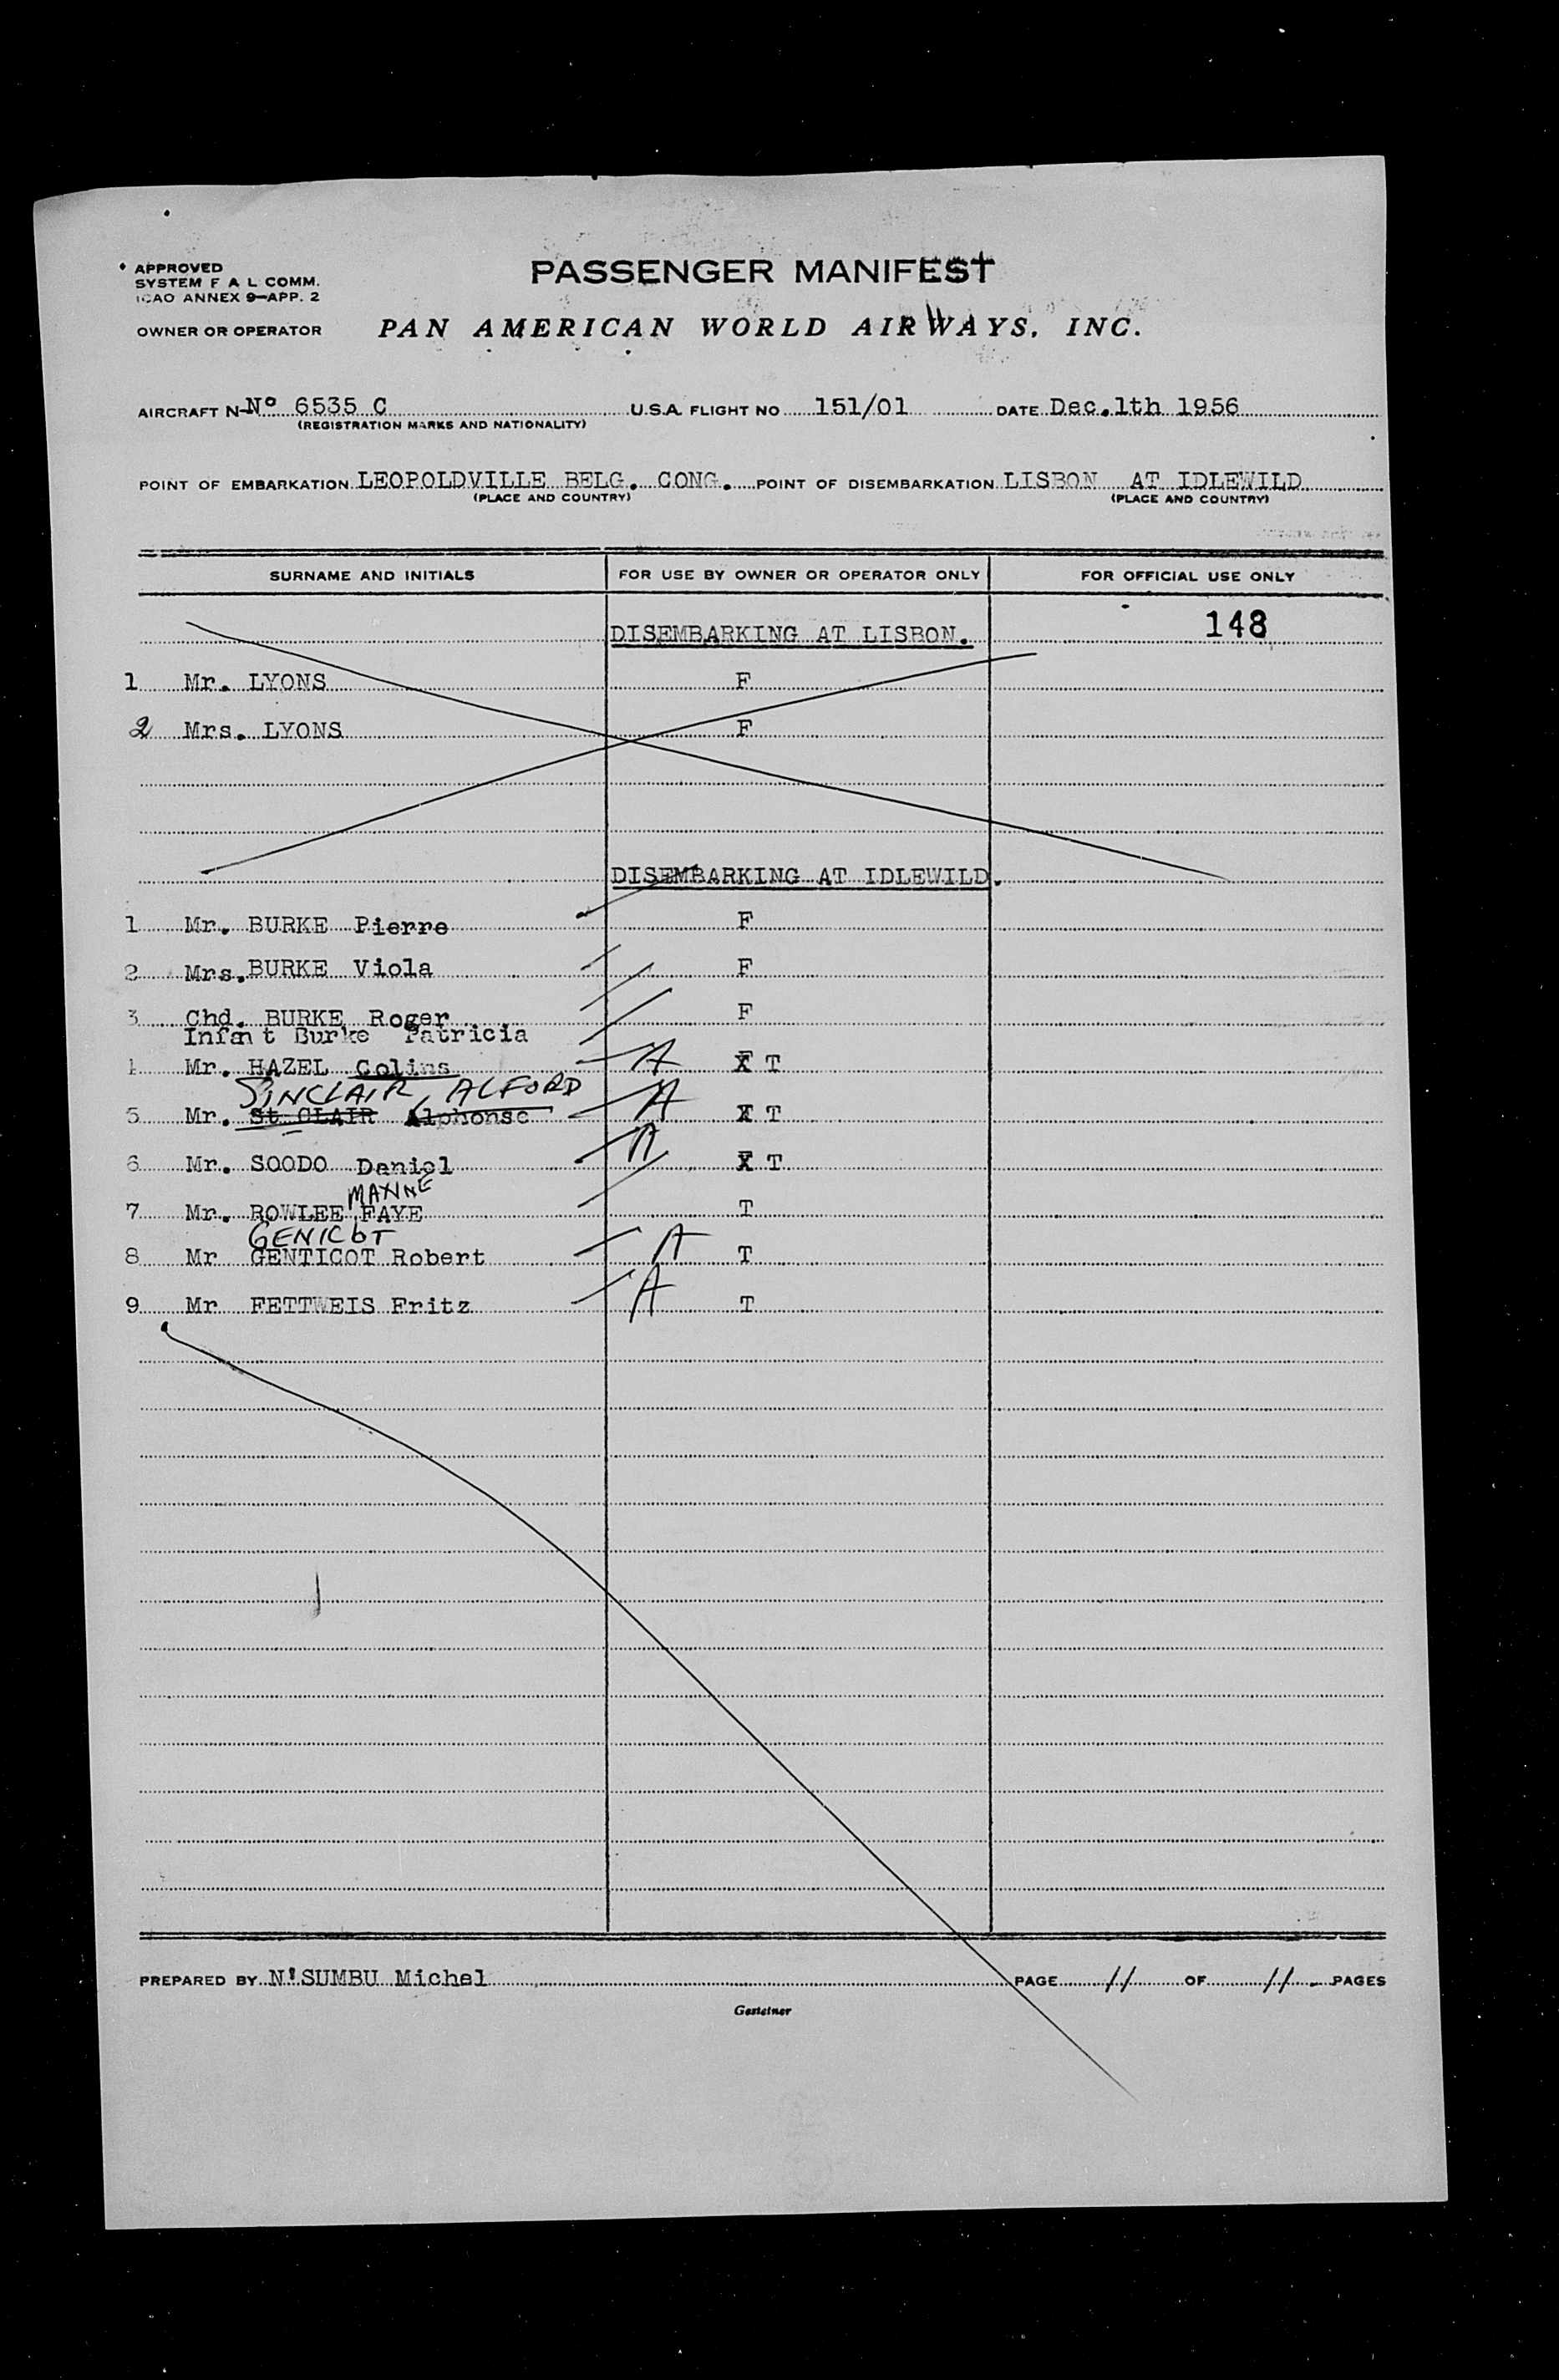 APPROVED
SYSTEM F A L COMM.
ICAO ANNEX 9-APP. 2
PASSENGER MANIFEST
OWNER OR OPERATOR PAN AMERICAN WORLD AIRWAYS, INC.
AIRCRAFT N-Nº 6535 C U.S.A. FLIGHT NO 151/01 DATE Dec.1th 1956
(REGISTRATION MARKS AND NATIONALITY)
POINT OF EMBARKATION LEOPOLDVILLE BELG. CONG. POINT OF DISEMBARKATION LISBON AT IDLEWILD
(PLACE AND COUNTRY) (PLACE AND COUNTRY)
SURNAME AND INITIALS FOR USE BY OWNER OR OPERATOR ONLY FOR OFFICIAL USE ONLY
DISEMBARKING AT LISBON. 148
1 Mr. LYONS F
2 Mrs. LYONS F
DISEMBARKING AT IDLEWILD.
1 Mr. BURKE Pierre F
2 Mrs. BURKE Viola F
3 Chd. BURKE Roger F
Infant Burke Patricia
4 Mr. HAZEL Colins A X T
SINCLAIR, ALFORD
5 Mr. St CLAIR Alphonse A X T
6 Mr. SOODO Daniel A X T
MAXINE
7 Mr. ROWLEE FAYE T
GENICOT
8 Mr GENTICOT Robert A T
9 Mr FETTWEIS Fritz A T
PREPARED BY N'SUMBU Michel PAGE 11 OF 11 PAGES
Gestetner